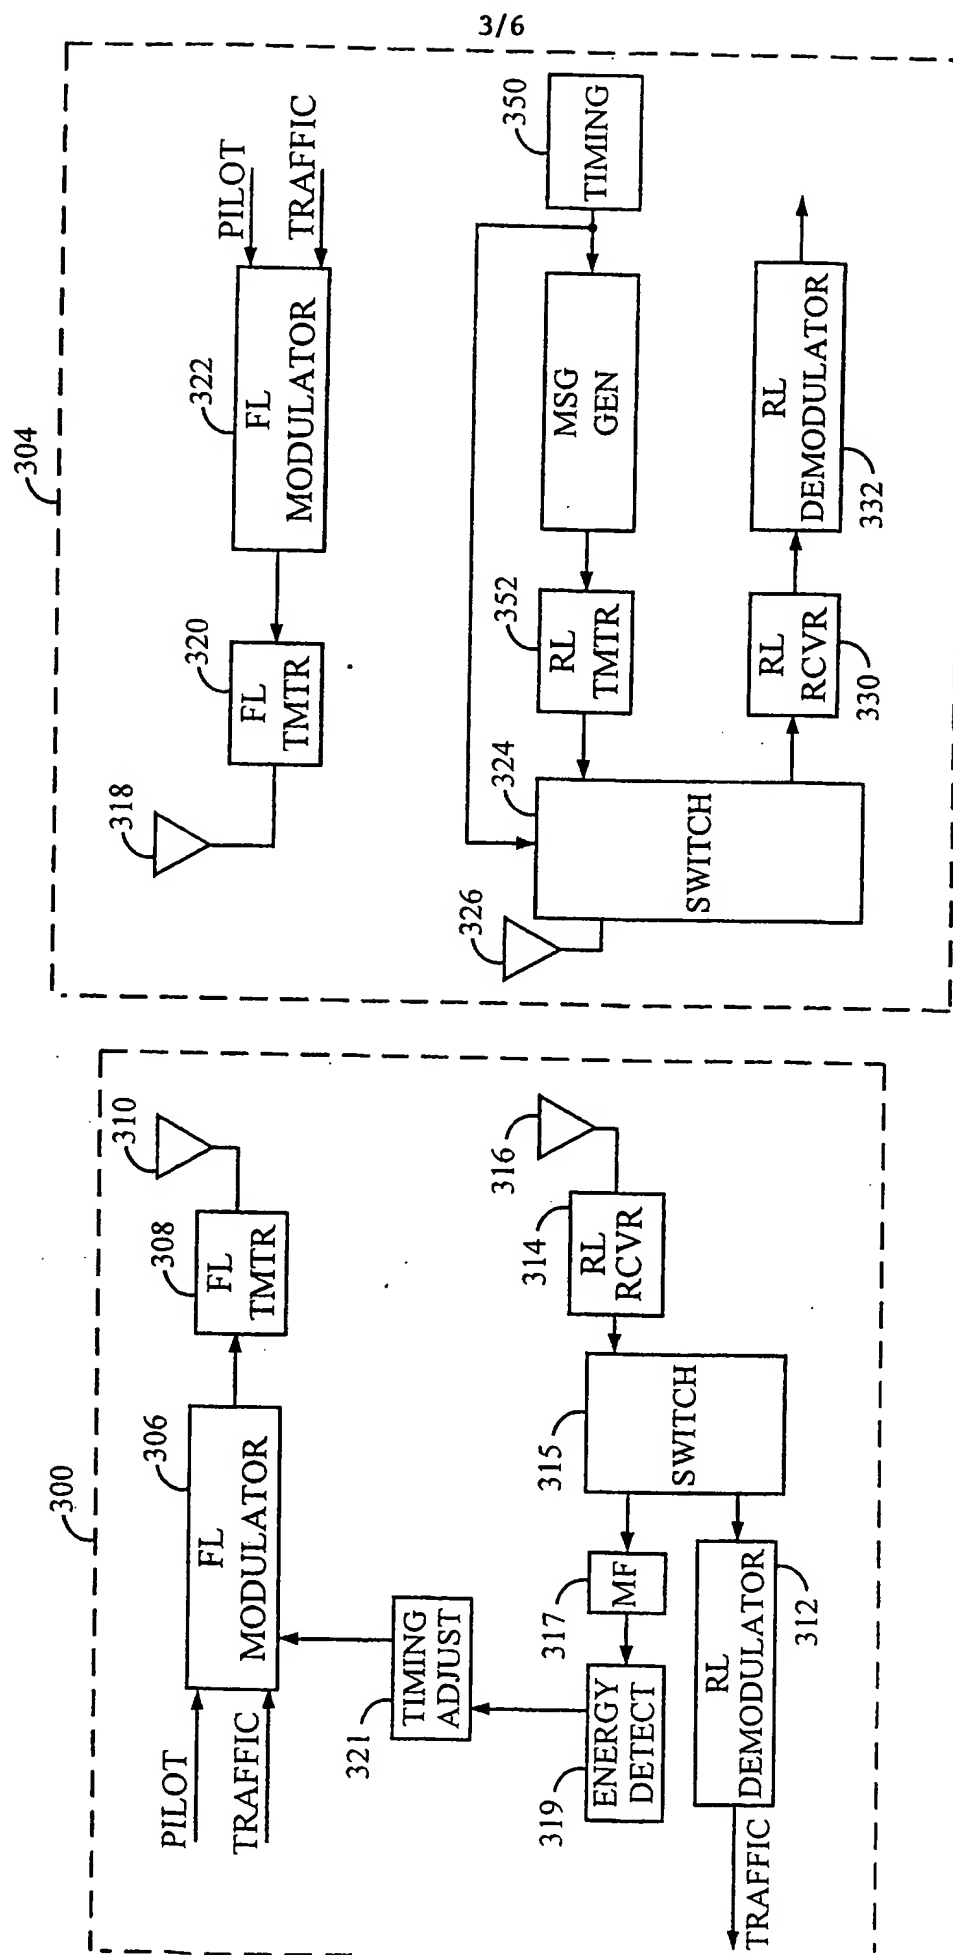 3/6
300
PILOT
TRAFFIC
306
FL
MODULATOR
308
FL
TMTR
310
321
TIMING
ADJUST
319
ENERGY
DETECT
317
MF
315
SWITCH
314
RL
RCVR
316
TRAFFIC
RL
DEMODULATOR
312
304
318
320
FL
TMTR
322
FL
MODULATOR
PILOT
TRAFFIC
326
324
SWITCH
352
RL
TMTR
MSG
GEN
350
TIMING
RL
RCVR
330
RL
DEMODULATOR
332